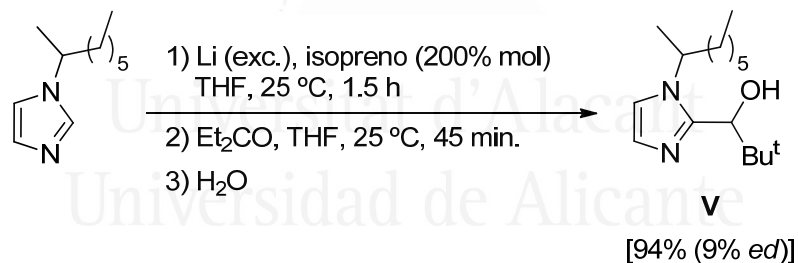 5
N
N
1) Li (exc.), isopreno (200% mol)
THF, 25 ºC, 1.5 h
2) Et₂CO, THF, 25 ºC, 45 min.
3) H₂O
5
N
N
OH
Buᵗ
V
[94% (9% ed)]
Universitat d'Alacant
Universidad de Alicante